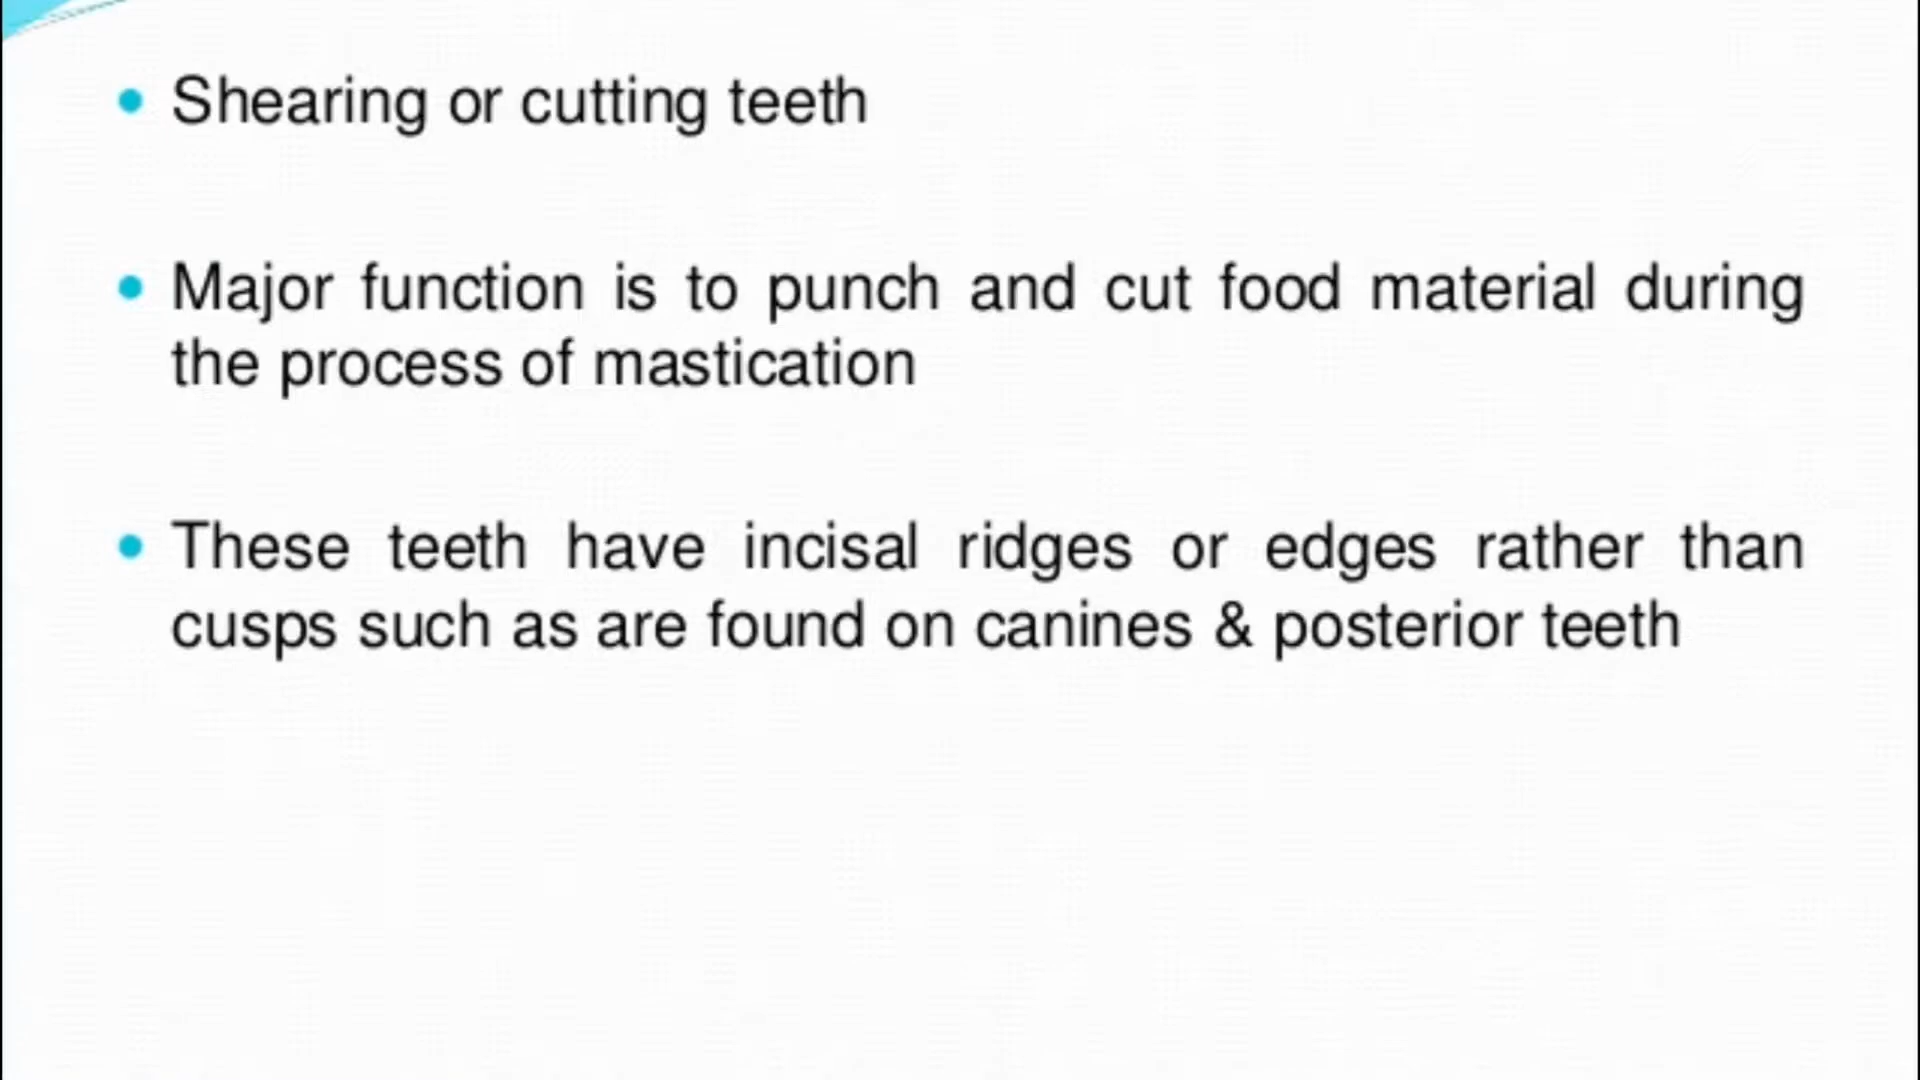 • Shearing or cutting teeth
• Major function is to punch and cut food material during
the process of mastication
• These teeth have incisal ridges or edges rather than
cusps such as are found on canines & posterior teeth